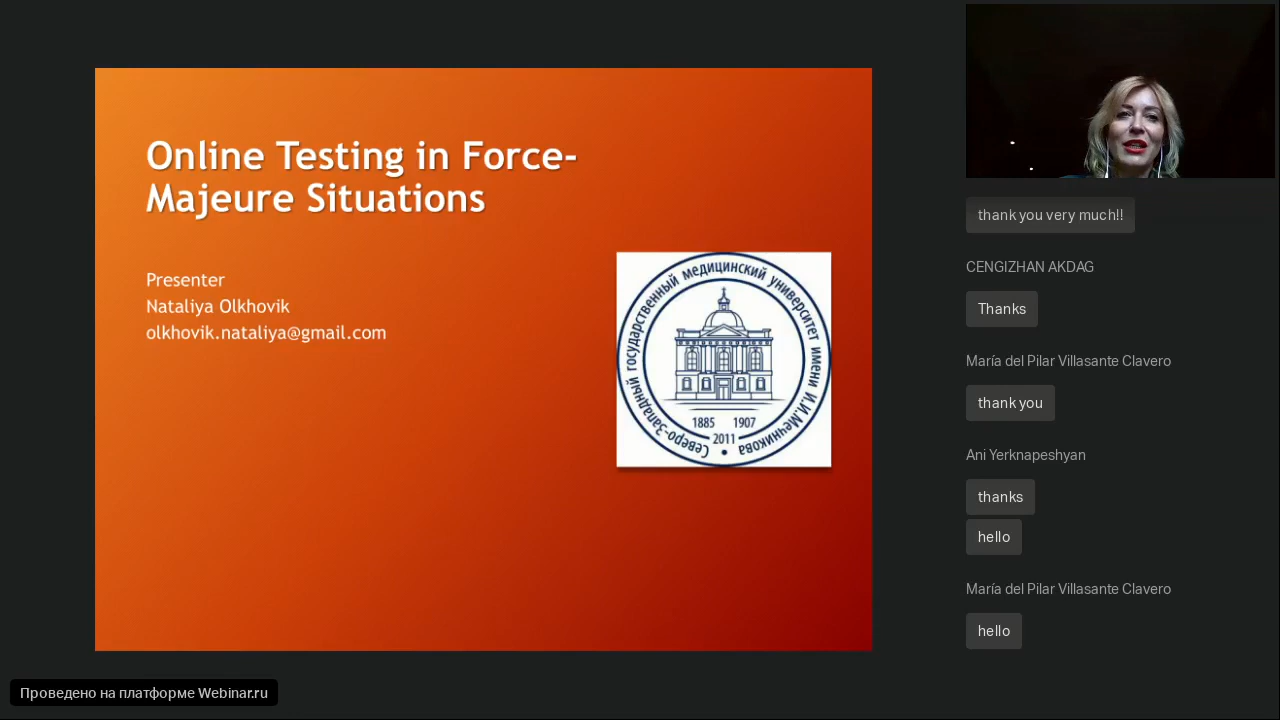 Online Testing in Force-
Majeure Situations
Presenter
Nataliya Olkhovik
olkhovik.nataliya@gmail.com
Северо-Западный государственный медицинский университет имени И.И.Мечникова
1885 1907
2011
thank you very much!!
CENGIZHAN AKDAG
Thanks
María del Pilar Villasante Clavero
thank you
Ani Yerknapeshyan
thanks
hello
María del Pilar Villasante Clavero
hello
Проведено на платформе Webinar.ru